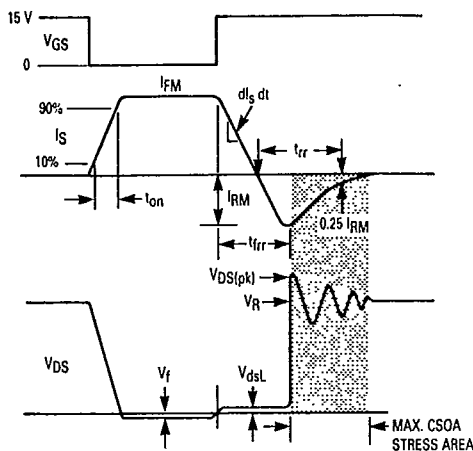 15 V
VGS
0
IFM
90%
dIS dt
IS
trr
10%
ton
IRM
0.25 IRM
tfrr
VDS(pk)
VR
VDS
Vf
VdsL
MAX. CSOA
STRESS AREA